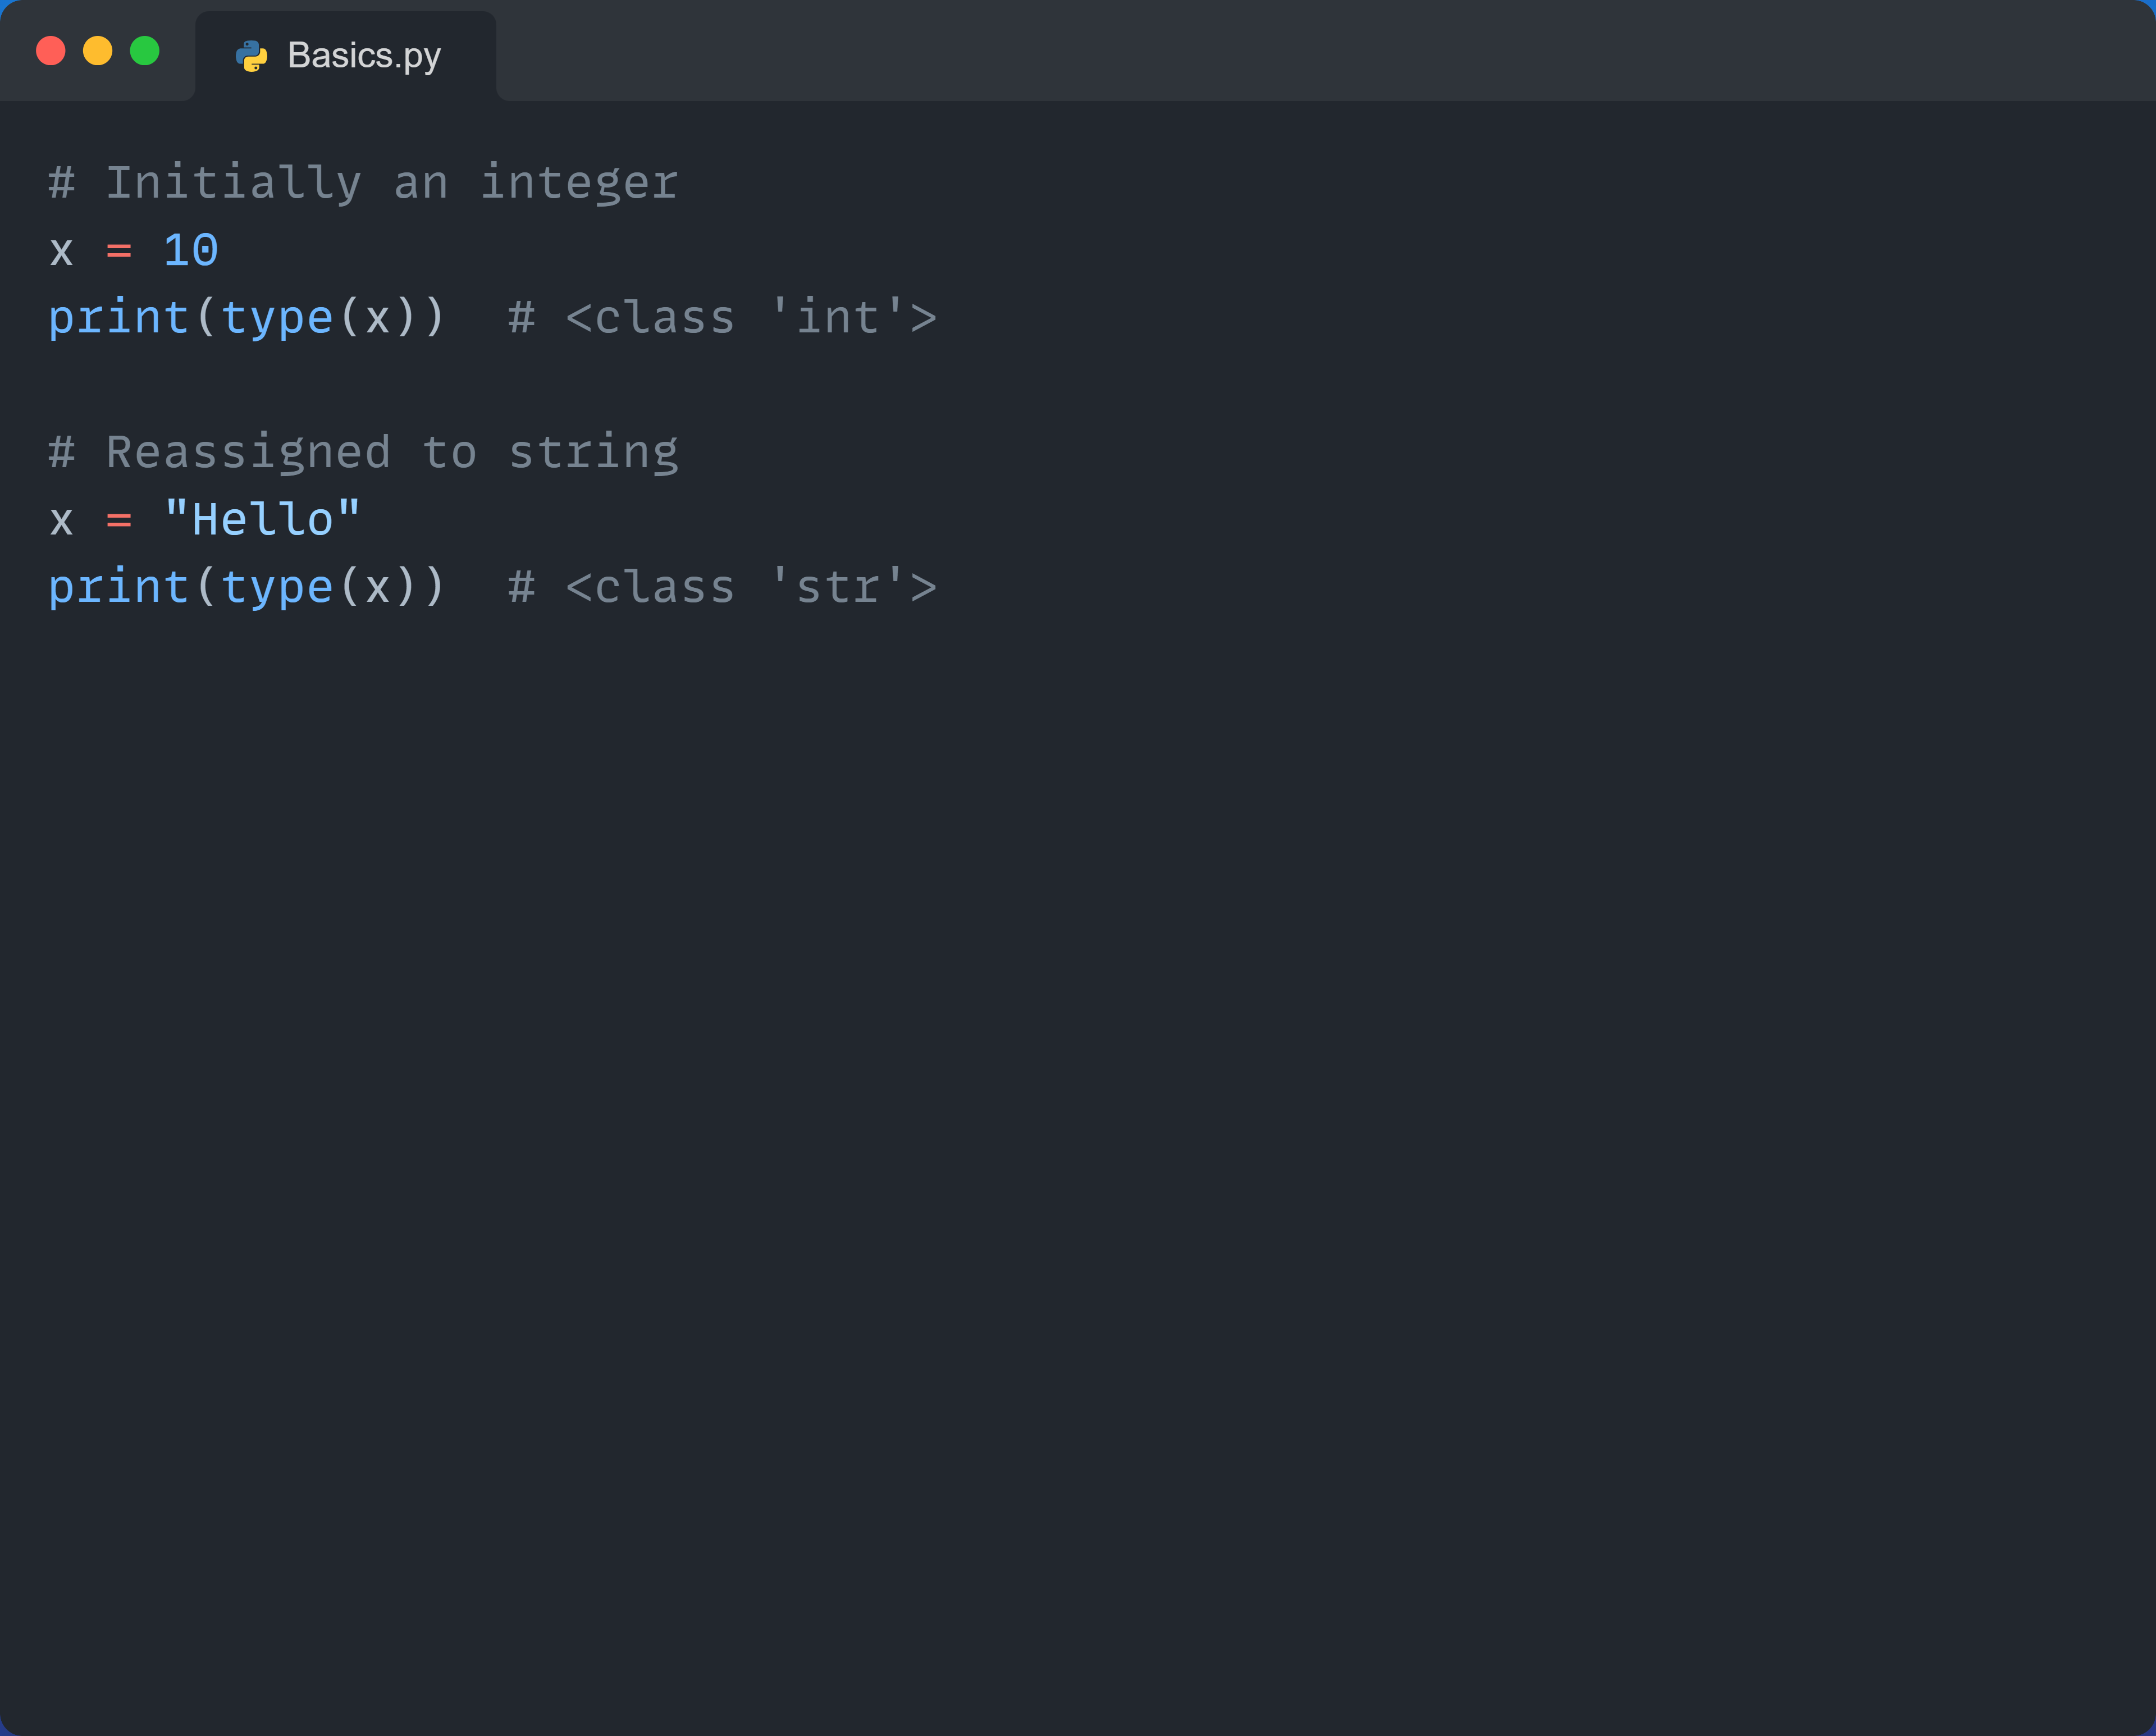 Basics.py
# Initially an integer
x = 10
print(type(x))  # <class 'int'>
# Reassigned to string
x = "Hello"
print(type(x))  # <class 'str'>